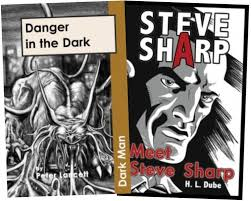 Danger
in the Dark
by
Peter Lancett
Dark Man
STEVE
SHARP
Meet
Steve Sharp
H. L. Dube